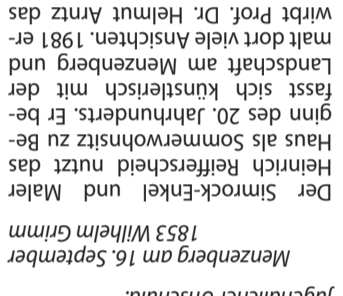 jugendlicher Unschuld.
Menzenberg am 16. September
1853 Wilhelm Grimm
Der Simrock-Enkel und Maler
Heinrich Reifferscheid nutzt das
Haus als Sommerwohnsitz zu Be-
ginn des 20. Jahrhunderts. Er be-
fasst sich künstlerisch mit der
Landschaft am Menzenberg und
malt dort viele Ansichten. 1981 er-
wirbt Prof. Dr. Helmut Arntz das